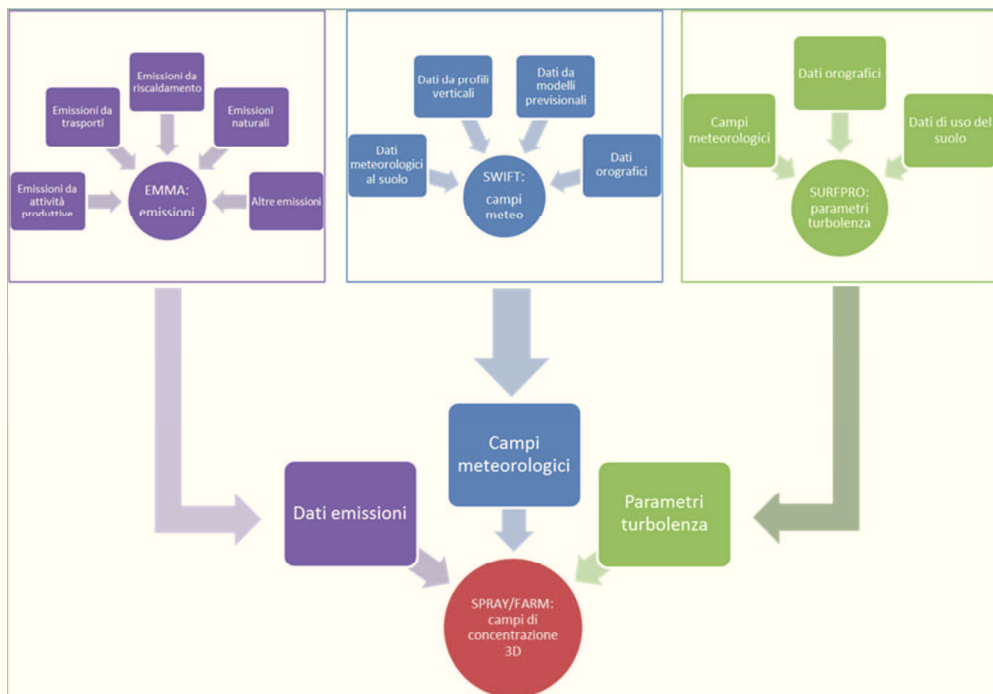 Emissioni da
riscaldamento
Emissioni da
trasporti
Emissioni
naturali
Emissioni da
attività
produttive
EMMA:
emissioni
Altre emissioni
Dati da profili
verticali
Dati da
modelli
previsionali
Dati
meteorologici
al suolo
SWIFT:
campi
meteo
Dati
orografici
Dati orografici
Campi
meteorologici
Dati di uso del
suolo
SURFPRO:
parametri
turbolenza
Campi
meteorologici
Dati emissioni
Parametri
turbolenza
SPRAY/FARM:
campi di
concentrazione
3D